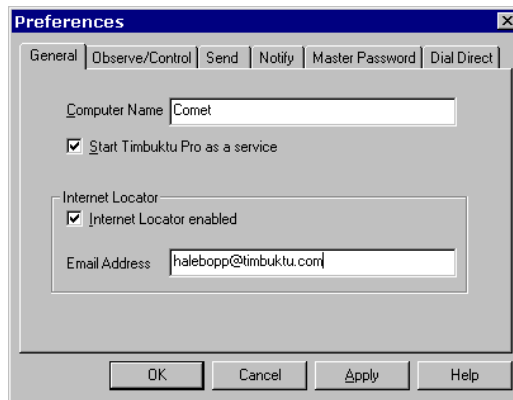 Preferences
General Observe/Control Send Notify Master Password Dial Direct
Computer Name Comet
Start Timbuktu Pro as a service
Internet Locator
Internet Locator enabled
Email Address halebopp@timbuktu.com
OK Cancel Apply Help